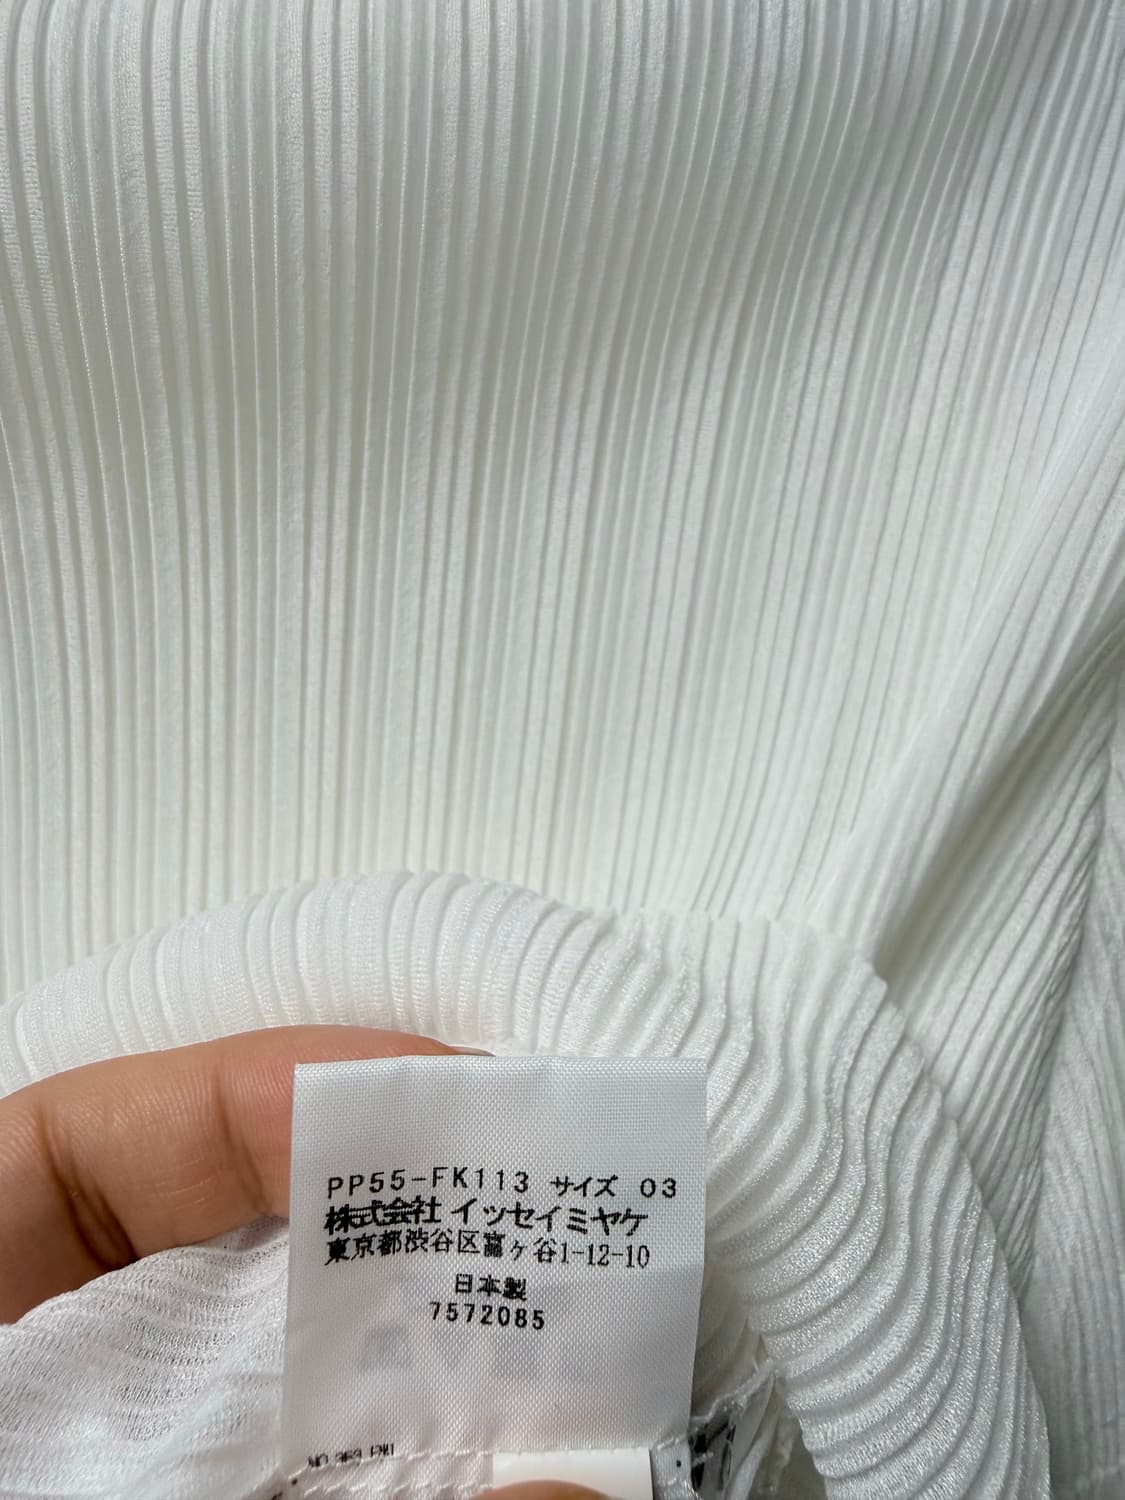 PP55-FK113 サイズ 03
株式会社 イッセイミヤケ
東京都渋谷区富ヶ谷1-12-10
日本製
7572085